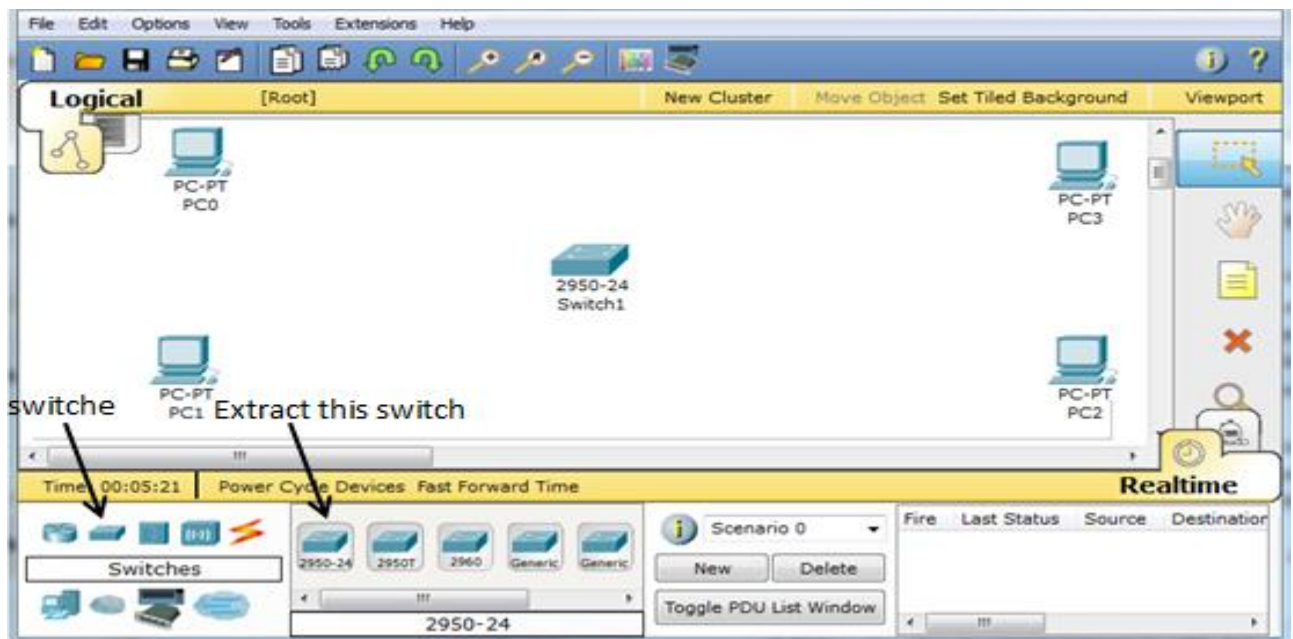 File Edit Options View Tools Extensions Help
Logical [Root] New Cluster Move Object Set Tiled Background Viewport
PC-PT
PC0
PC-PT
PC3
2950-24
Switch1
PC-PT
PC1
PC-PT
PC2
switche
Extract this switch
Time: 00:05:21 Power Cycle Devices Fast Forward Time Realtime
Switches
2950-24 2950T 2960 Generic Generic
2950-24
Scenario 0
New Delete
Toggle PDU List Window
Fire Last Status Source Destination